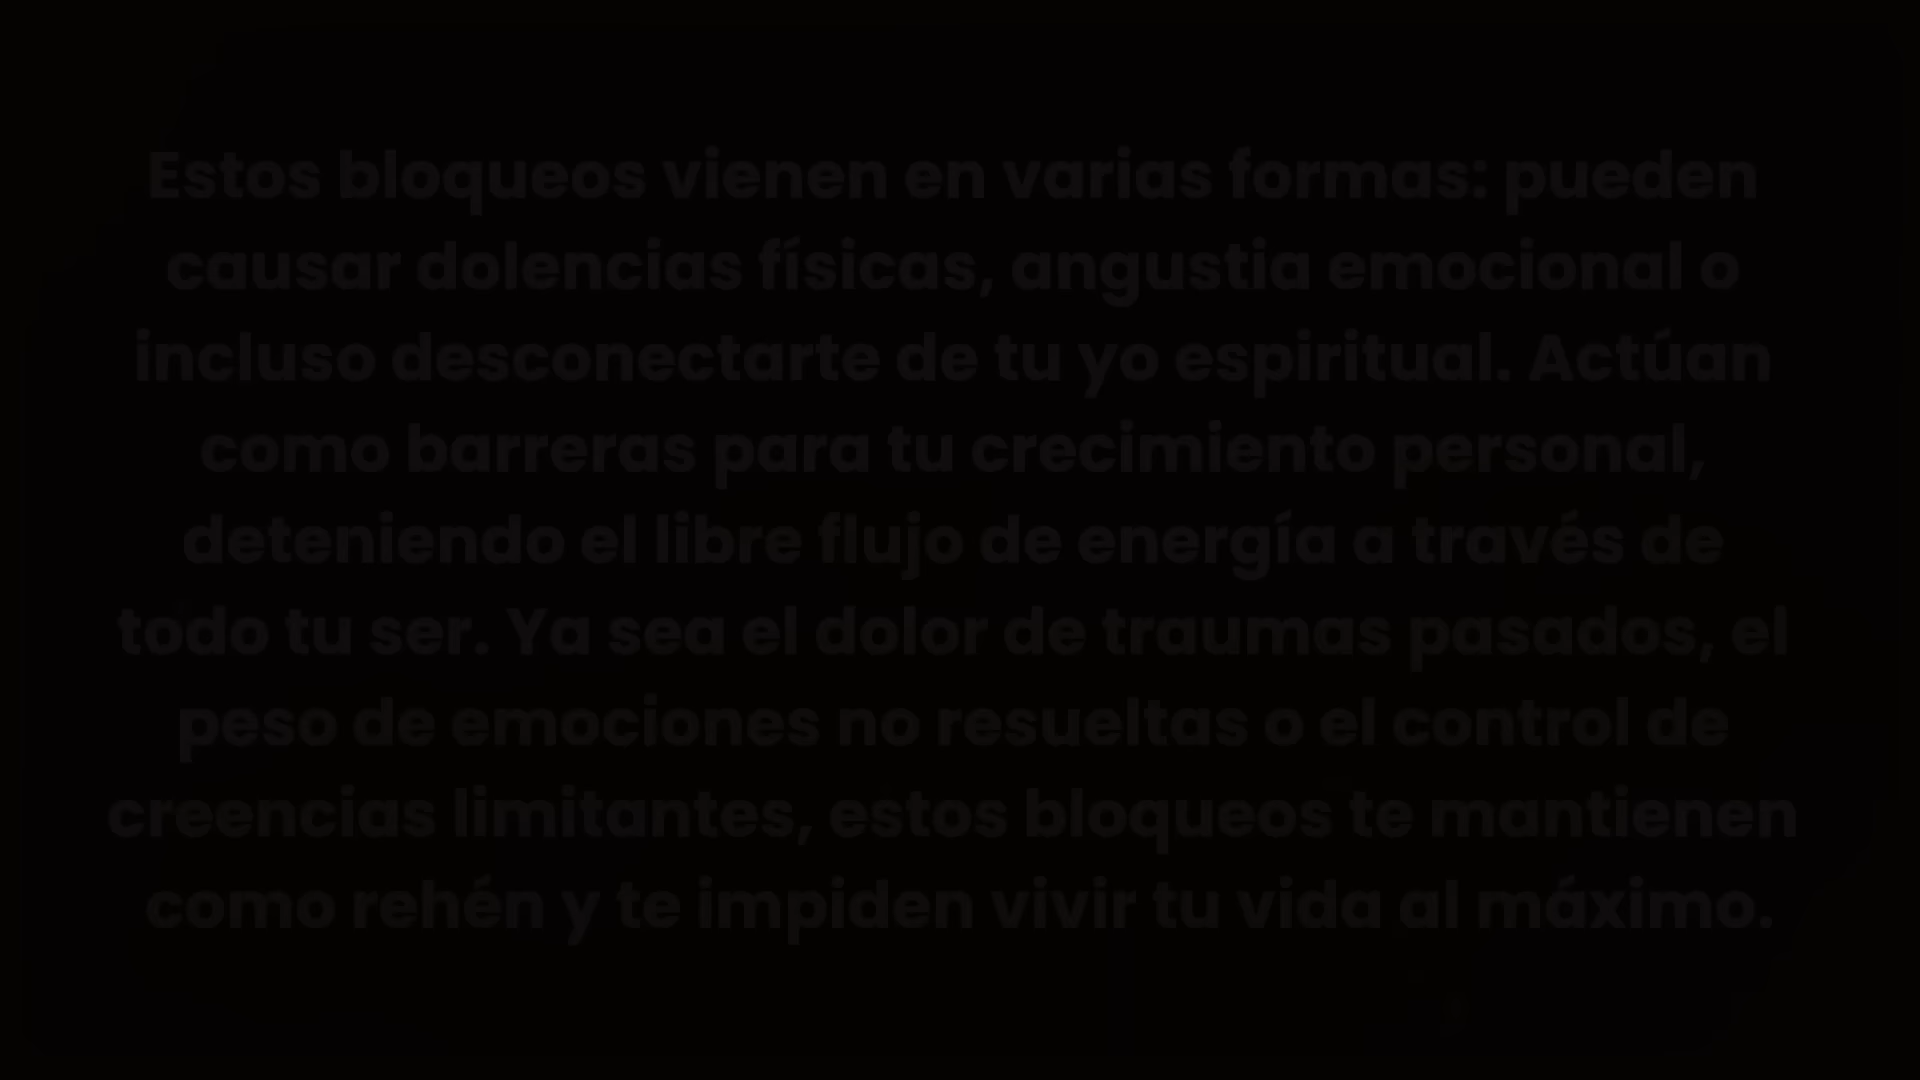 Estos bloqueos vienen en varias formas: pueden
causar dolencias físicas, angustia emocional o
incluso desconectarte de tu yo espiritual. Actúan
como barreras para tu crecimiento personal,
deteniendo el libre flujo de energía a través de
todo tu ser. Ya sea el dolor de traumas pasados, el
peso de emociones no resueltas o el control de
creencias limitantes, estos bloqueos te mantienen
como rehén y te impiden vivir tu vida al máximo.